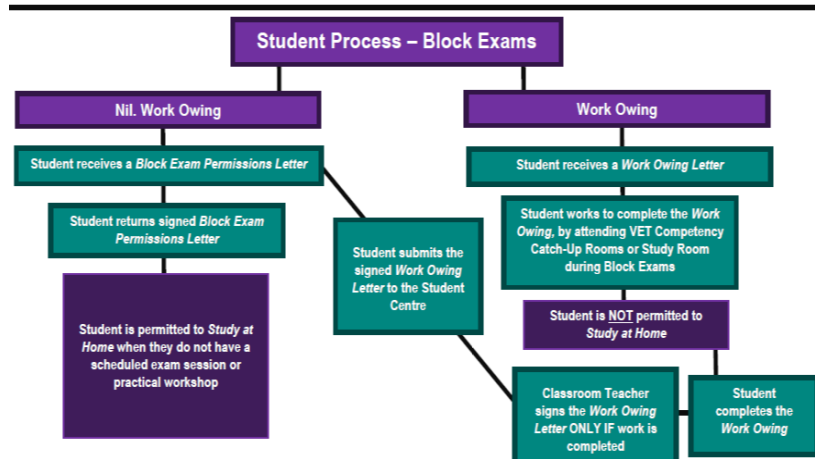 Student Process – Block Exams
Nil. Work Owing
Work Owing
Student receives a Block Exam Permissions Letter
Student receives a Work Owing Letter
Student returns signed Block Exam
Permissions Letter
Student works to complete the Work
Owing, by attending VET Competency
Catch-Up Rooms or Study Room
during Block Exams
Student submits the
signed Work Owing
Letter to the Student
Centre
Student is permitted to Study at
Home when they do not have a
scheduled exam session or
practical workshop
Student is NOT permitted to
Study at Home
Classroom Teacher
signs the Work Owing
Letter ONLY IF work is
completed
Student
completes the
Work Owing